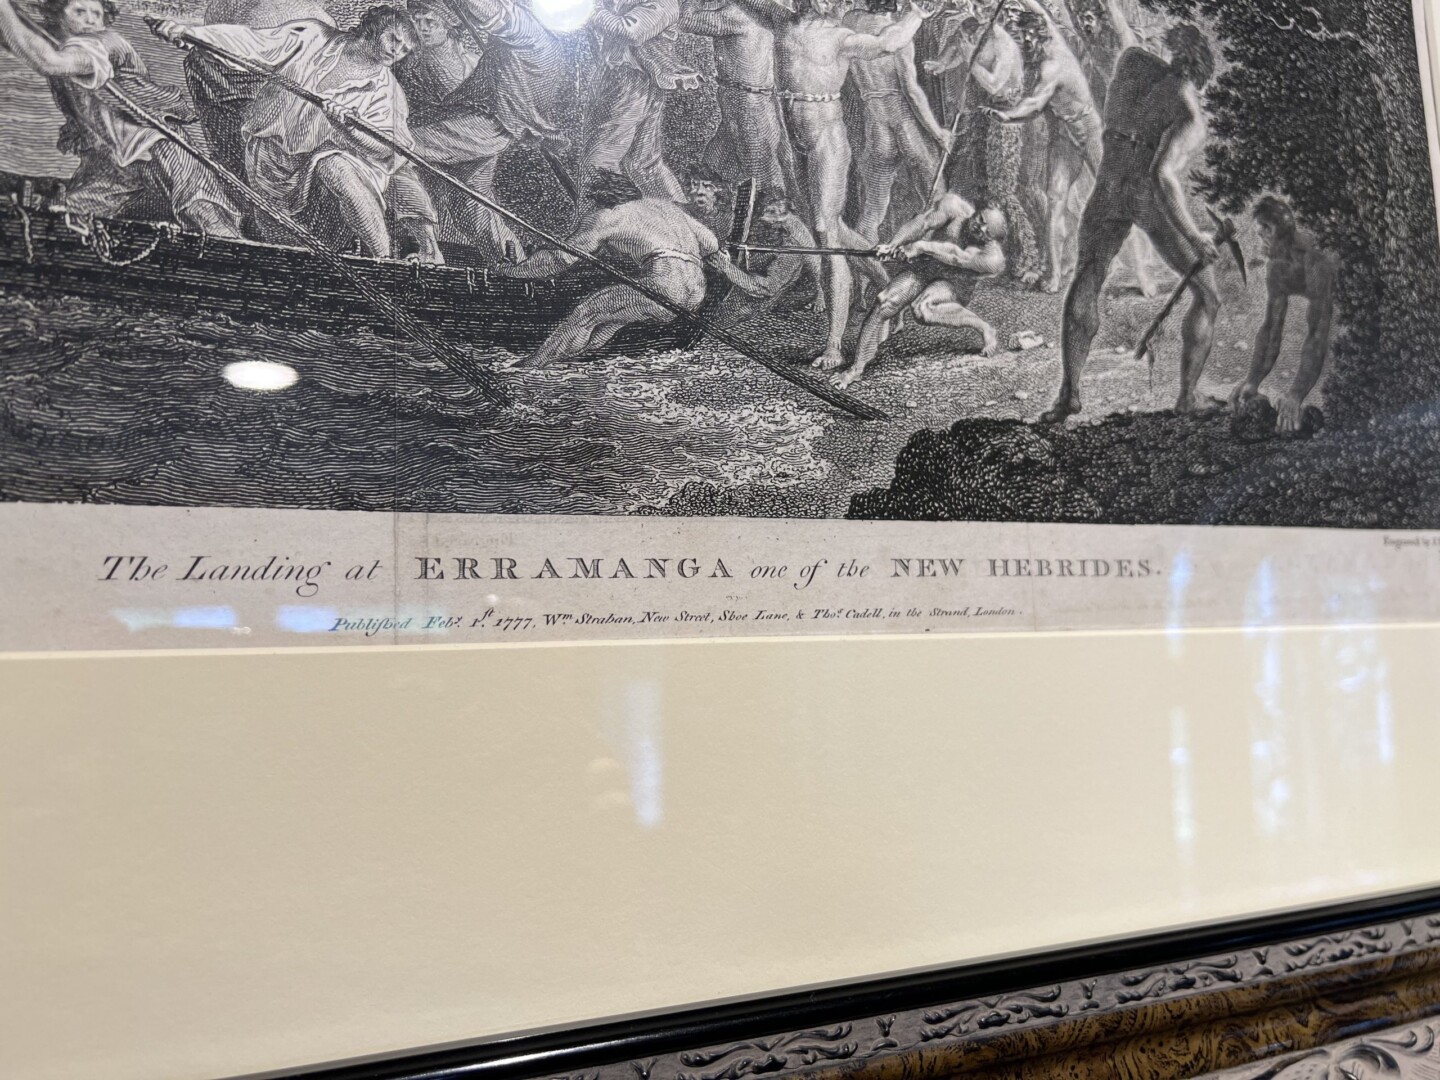 Engraved by
The Landing at ERRAMANGA one of the NEW HEBRIDES.
Publiſhed Febʸ. 1ſt. 1777, Wᵐ Strahan, New Street, Shoe Lane, & Thoˢ. Cadell, in the Strand, London.